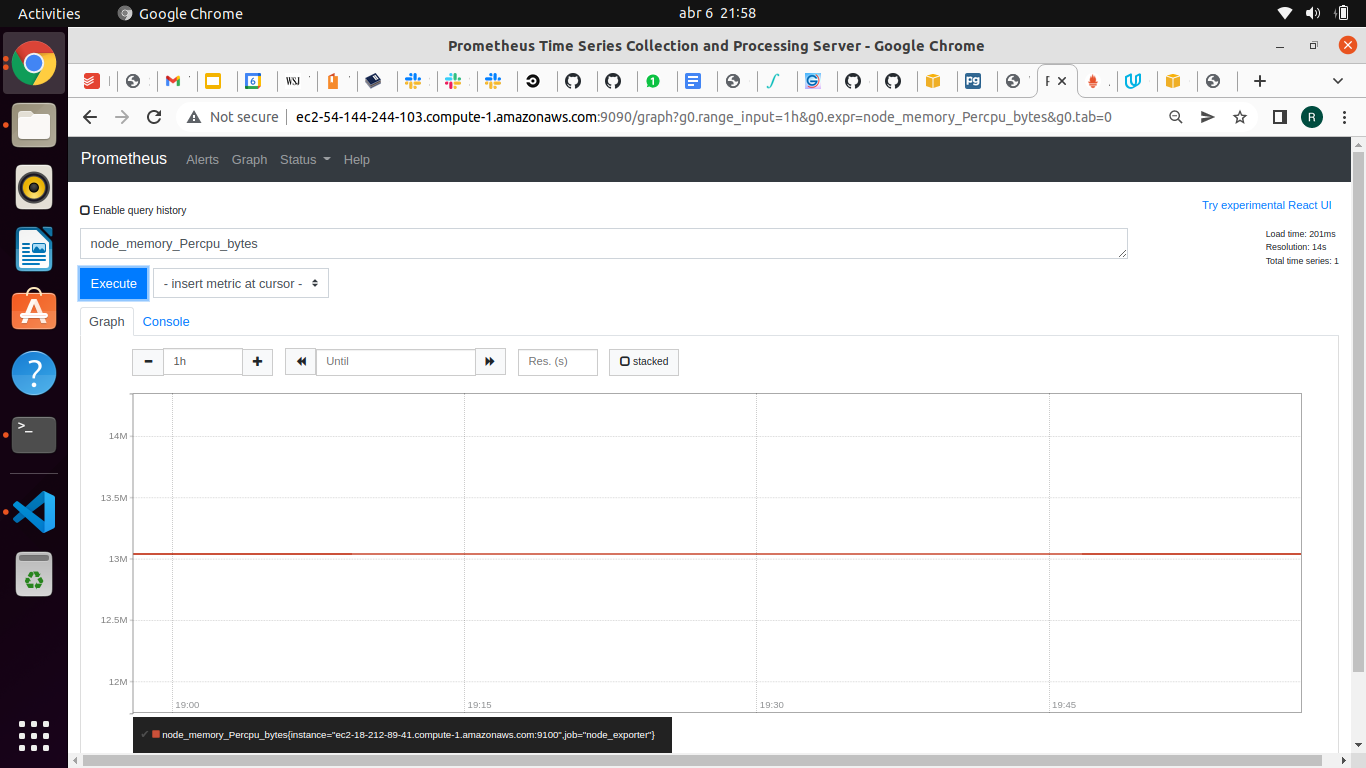 Activities Google Chrome abr 6 21:58
Prometheus Time Series Collection and Processing Server - Google Chrome
6 WSJ 1 pg
Not secure ec2-54-144-244-103.compute-1.amazonaws.com:9090/graph?g0.range_input=1h&g0.expr=node_memory_Percpu_bytes&g0.tab=0 R
Prometheus Alerts Graph Status Help
Enable query history
Try experimental React UI
node_memory_Percpu_bytes
Load time: 201ms
Resolution: 14s
Total time series: 1
Execute - insert metric at cursor -
Graph Console
1h Until Res. (s) stacked
14M
13.5M
13M
12.5M
12M
19:00 19:15 19:30 19:45
node_memory_Percpu_bytes{instance="ec2-18-212-89-41.compute-1.amazonaws.com:9100",job="node_exporter"}